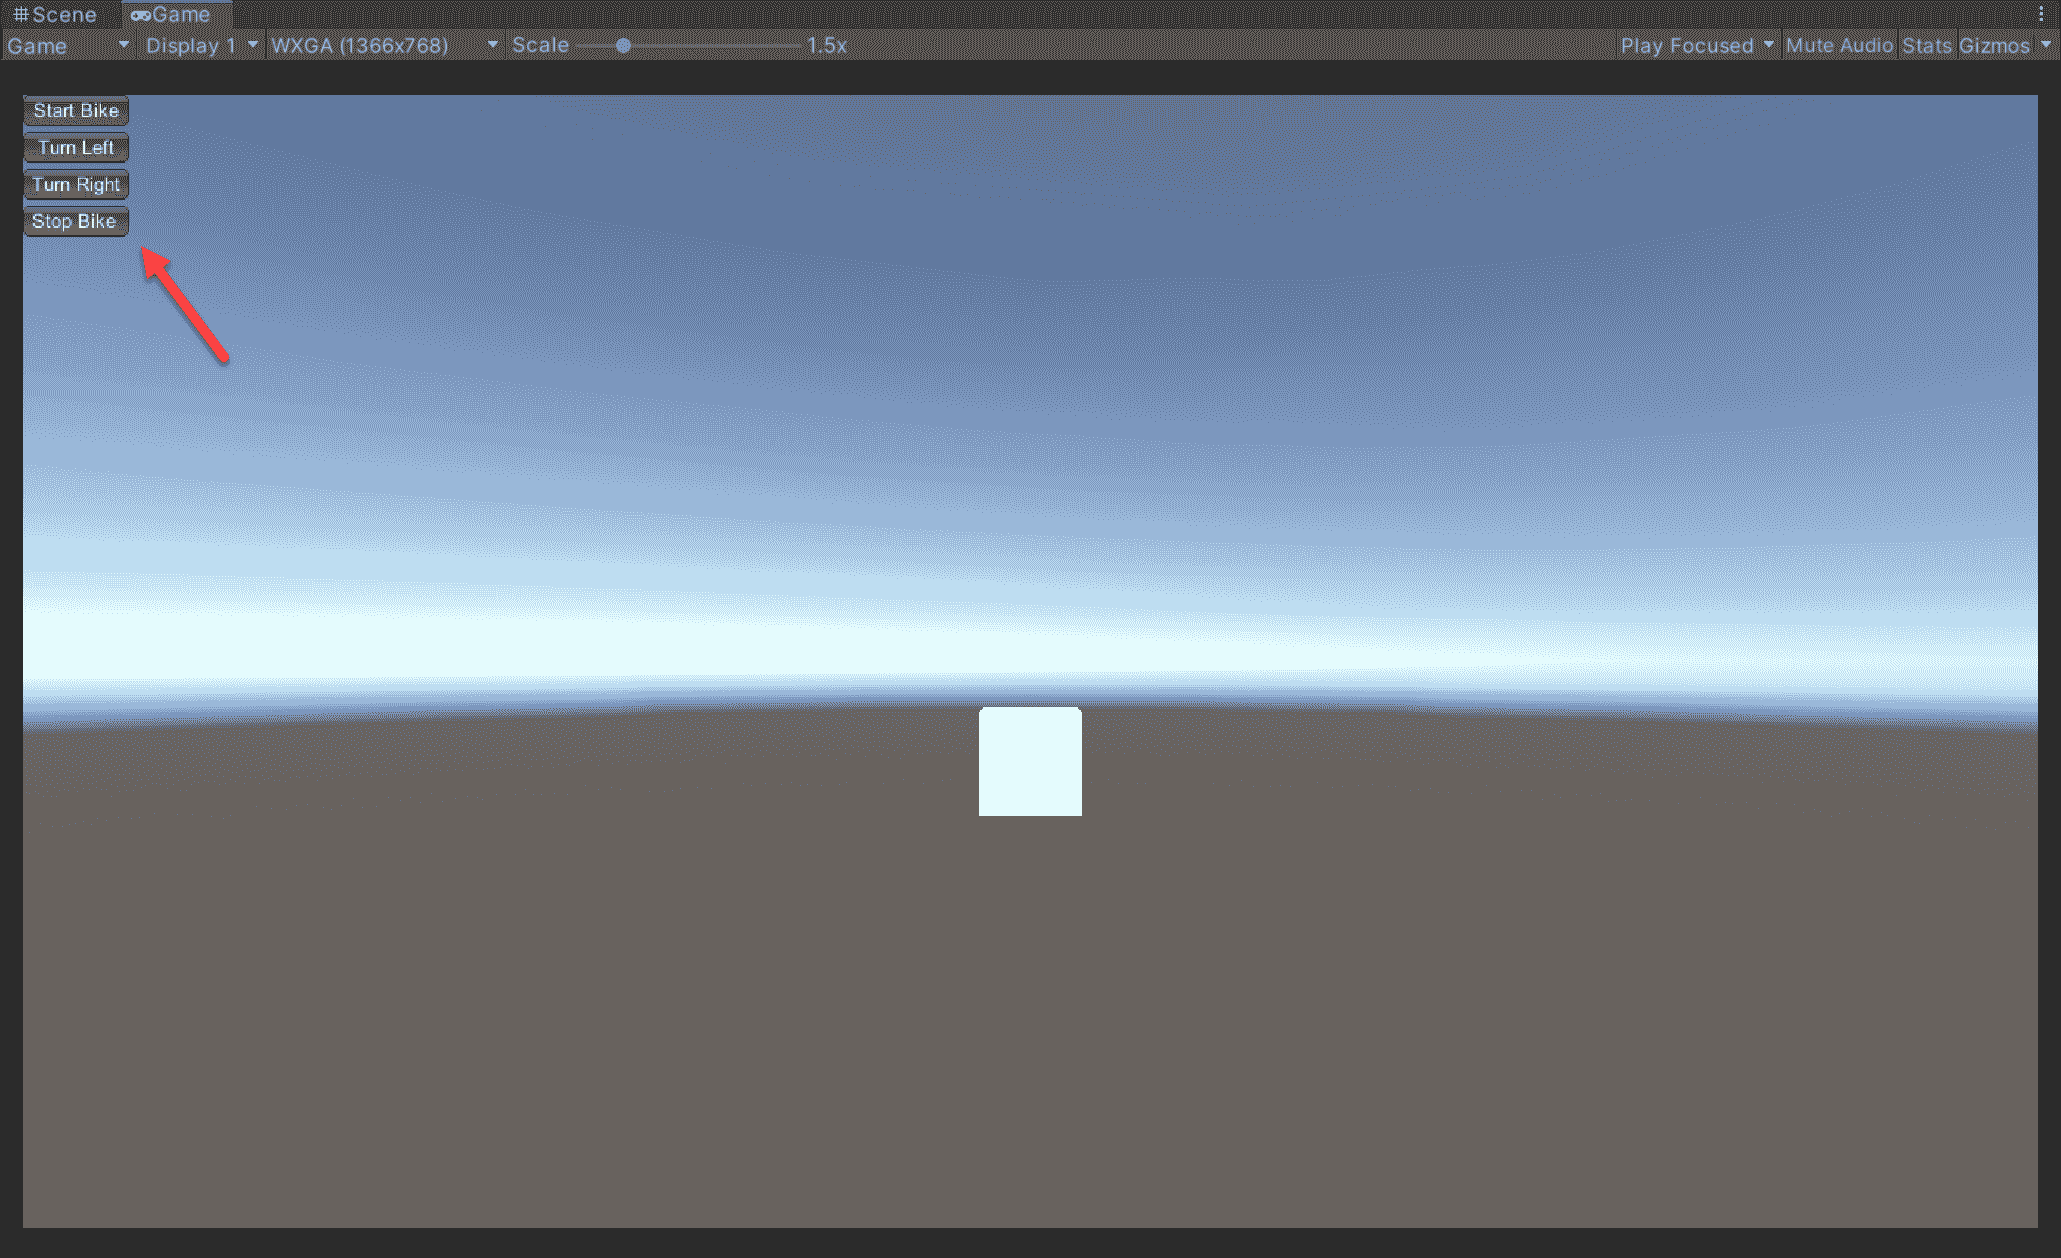 Scene Game
Game Display 1 WXGA (1366x768) Scale 1.5x Play Focused Mute Audio Stats Gizmos
Start Bike
Turn Left
Turn Right
Stop Bike